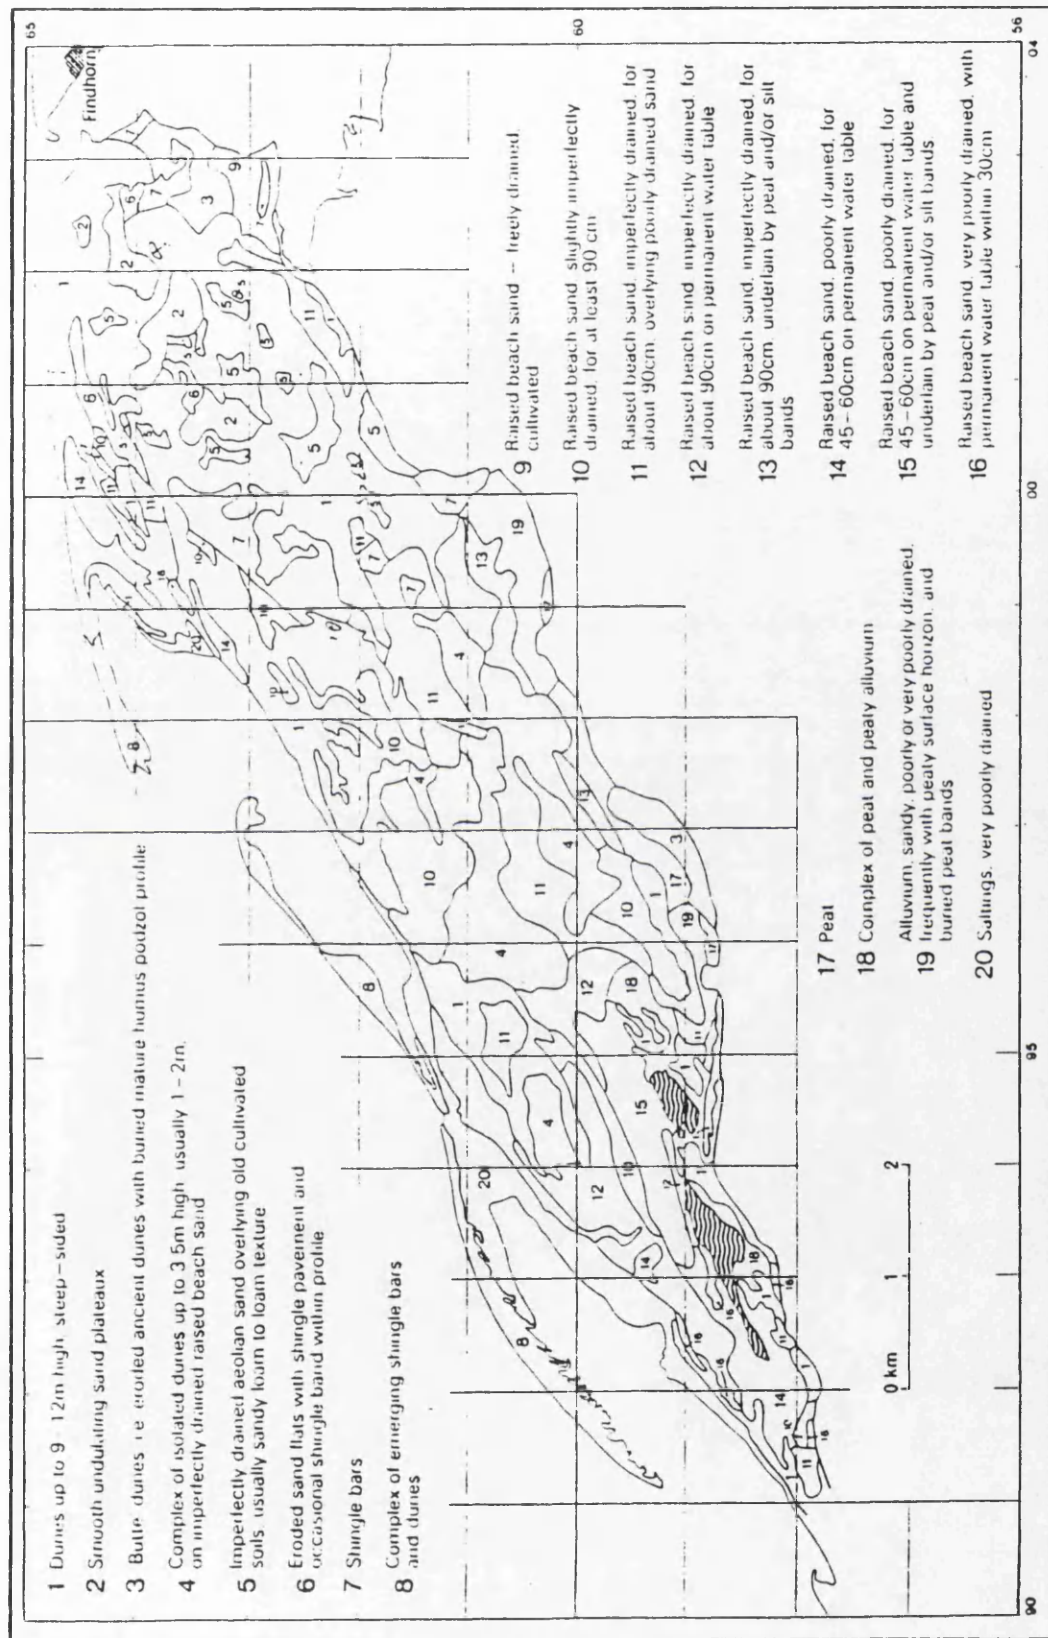 1 Dunes up to 9 - 12m high, steep-sided
2 Smooth undulating sand plateaux
3 Butte dunes i.e. eroded ancient dunes with buried mature humus podzol profile
4 Complex of isolated dunes up to 3.5m high, usually 1-2m,
on imperfectly drained raised beach sand
5 Imperfectly drained aeolian sand overlying old cultivated
soils, usually sandy loam to loam texture
6 Eroded sand flats with shingle pavement and
occasional shingle band within profile
7 Shingle bars
8 Complex of emerging shingle bars
and dunes
9 Raised beach sand — freely drained,
cultivated
10 Raised beach sand slightly imperfectly
drained, for at least 90 cm
11 Raised beach sand, imperfectly drained, for
about 90cm, overlying poorly drained sand
12 Raised beach sand, imperfectly drained, for
about 90cm on permanent water table
13 Raised beach sand, imperfectly drained, for
about 90cm, underlain by peat and/or silt
bands
14 Raised beach sand, poorly drained, for
45-60cm on permanent water table
15 Raised beach sand, poorly drained, for
45-60cm on permanent water table and
underlain by peat and/or silt bands
16 Raised beach sand, very poorly drained, with
permanent water table within 30cm
17 Peat
18 Complex of peat and peaty alluvium
19 Alluvium, sandy, poorly or very poorly drained,
frequently with peaty surface horizon, and
buried peat bands
20 Saltings, very poorly drained
Findhorn
65
60
56
90
95
00
04
0 km 1 2